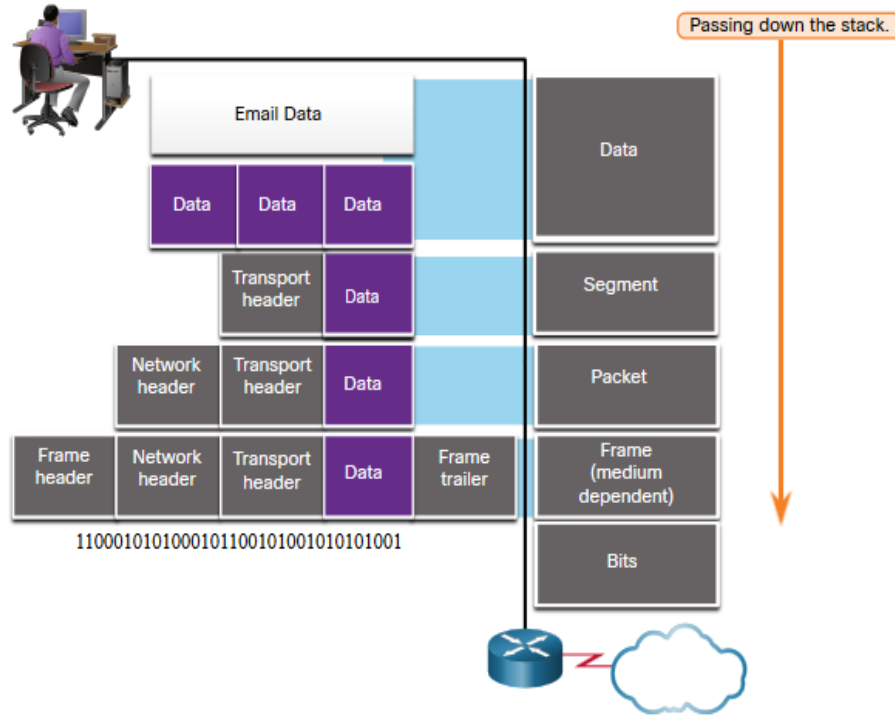 Passing down the stack.
Email Data
Data
Data Data Data
Transport header Data
Segment
Network header Transport header Data
Packet
Frame header Network header Transport header Data Frame trailer
Frame (medium dependent)
110001010100010110010100101010101001
Bits